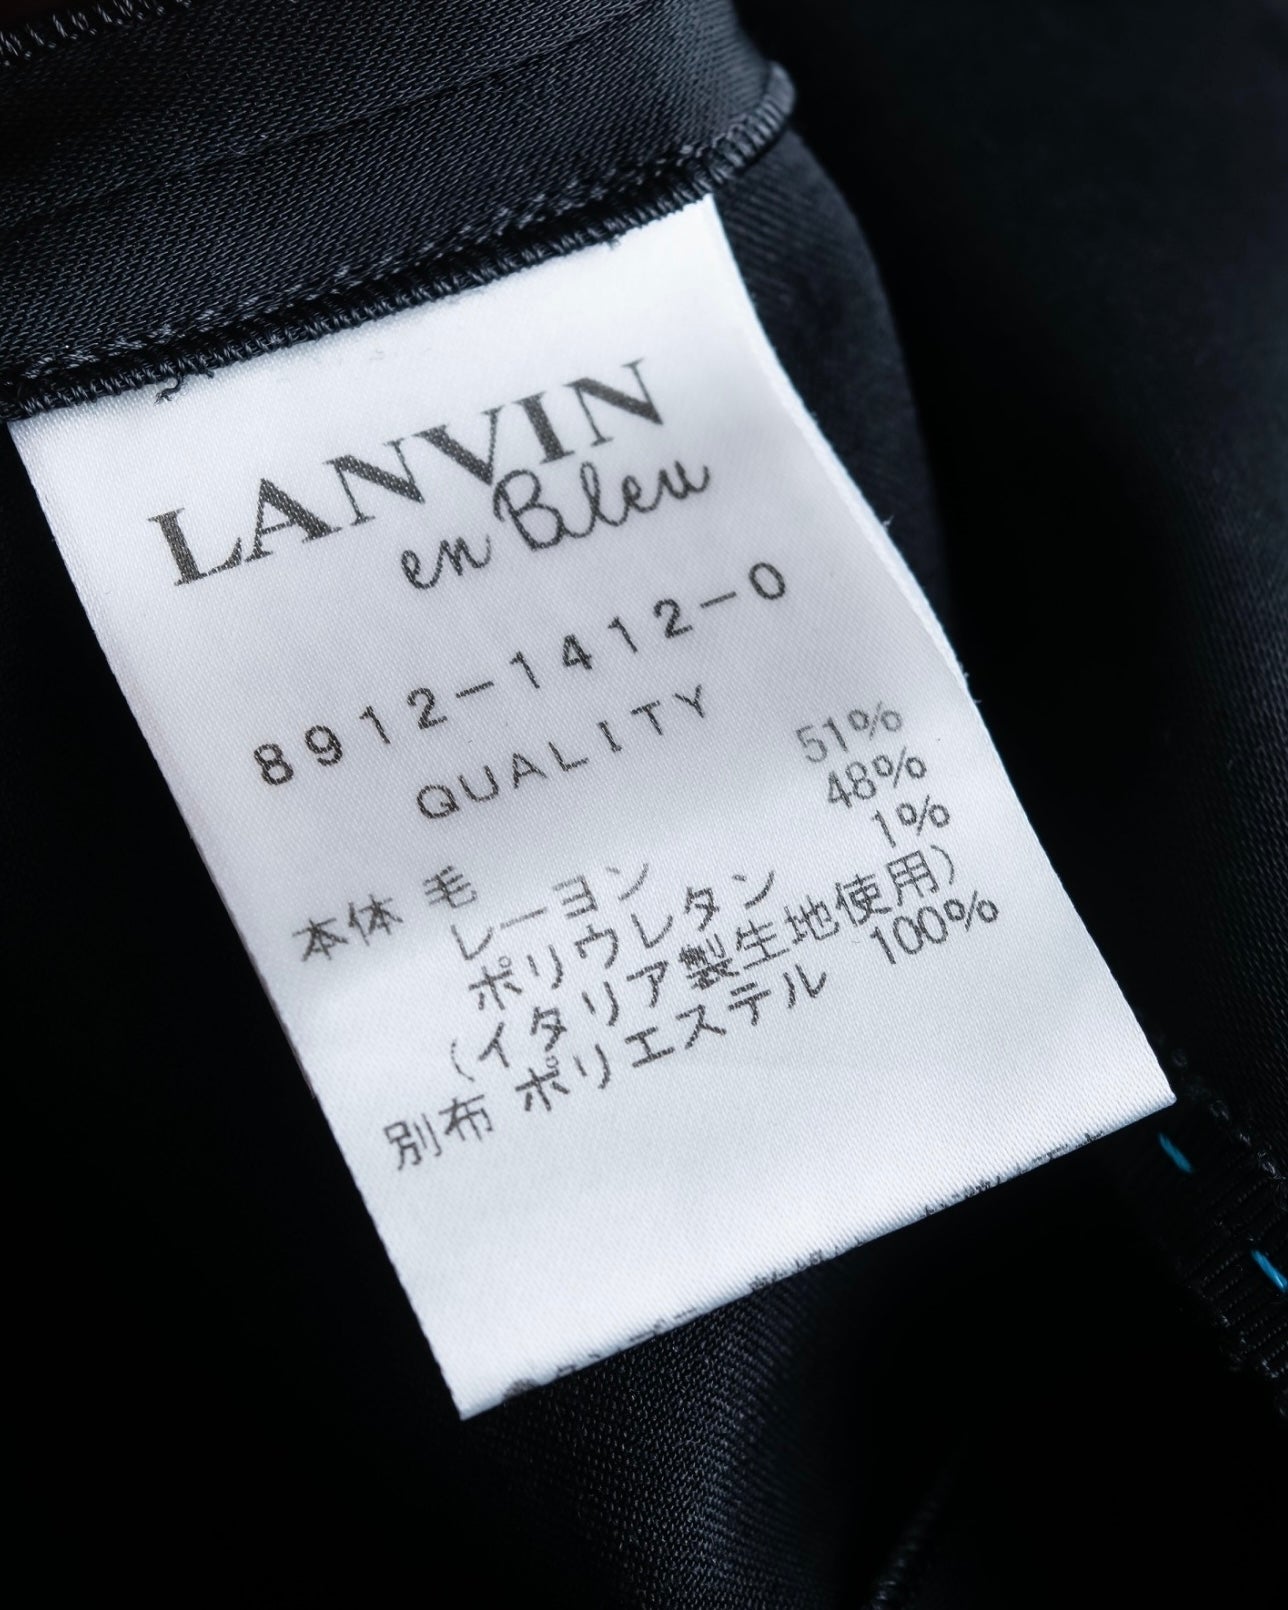 LANVIN
en Bleu
8912-1412-0
QUALITY
本体 毛 51%
レーヨン 48%
ポリウレタン 1%
(イタリア製生地使用)
別布 ポリエステル 100%